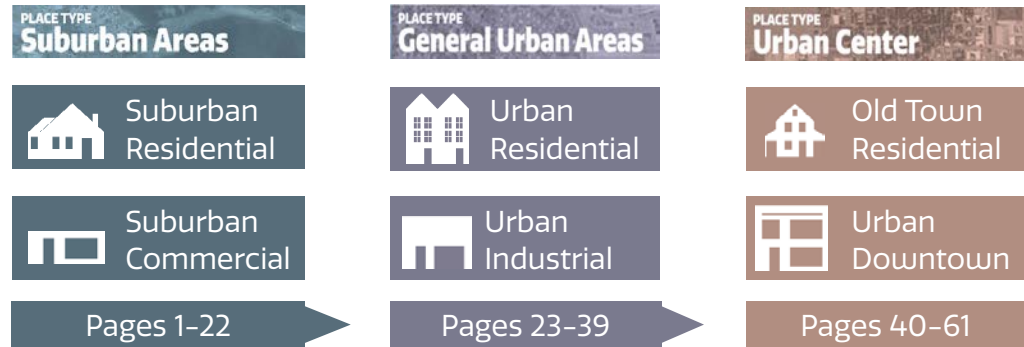 PLACE TYPE
Suburban Areas
Suburban
Residential
Suburban
Commercial
Pages 1-22
PLACE TYPE
General Urban Areas
Urban
Residential
Urban
Industrial
Pages 23-39
PLACE TYPE
Urban Center
Old Town
Residential
Urban
Downtown
Pages 40-61